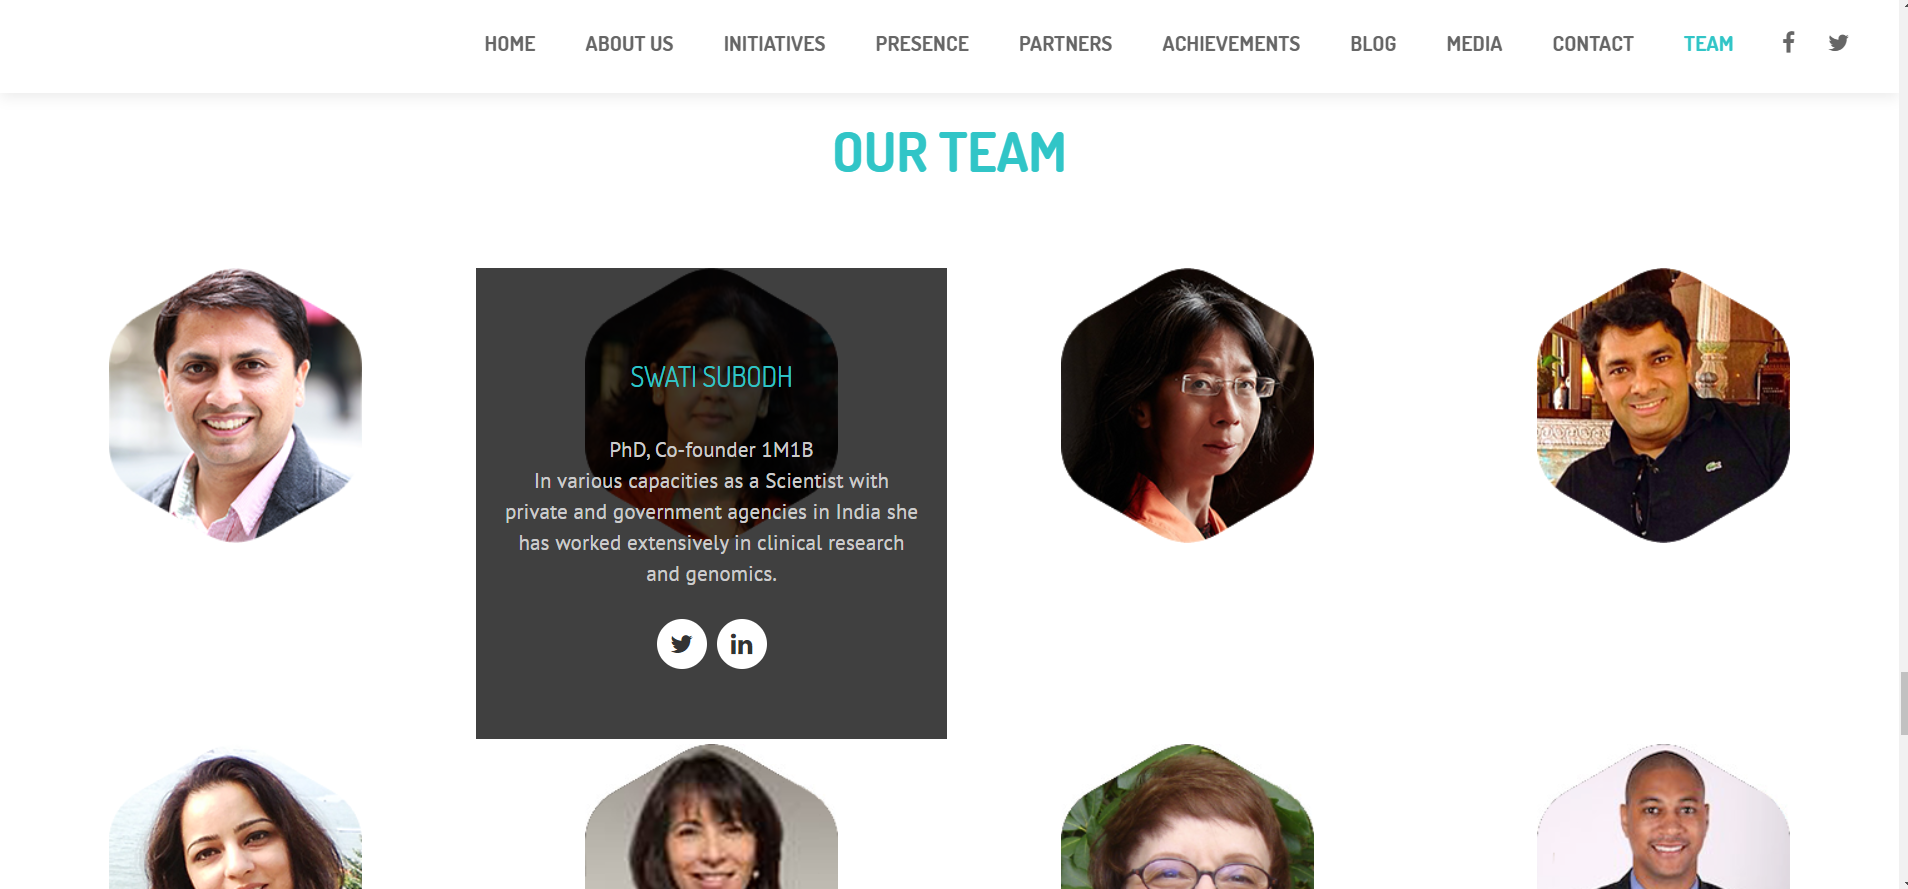 HOME ABOUT US INITIATIVES PRESENCE PARTNERS ACHIEVEMENTS BLOG MEDIA CONTACT TEAM
OUR TEAM
SWATI SUBODH
PhD, Co-founder 1M1B
In various capacities as a Scientist with
private and government agencies in India she
has worked extensively in clinical research
and genomics.